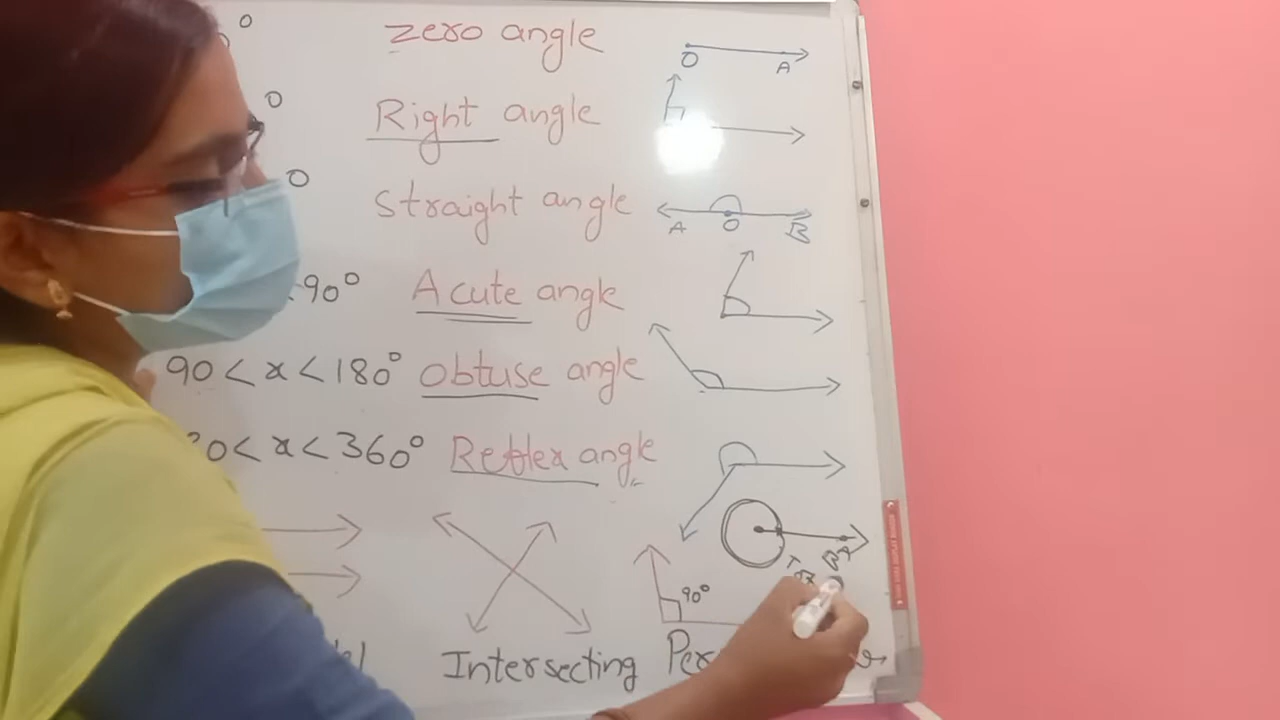 0° zero angle
O A
° Right angle
° straight angle
A O B
90° Acute angle
90 < x < 180° obtuse angle
80 < x < 360° Reflex angle
B
90°
Intersecting